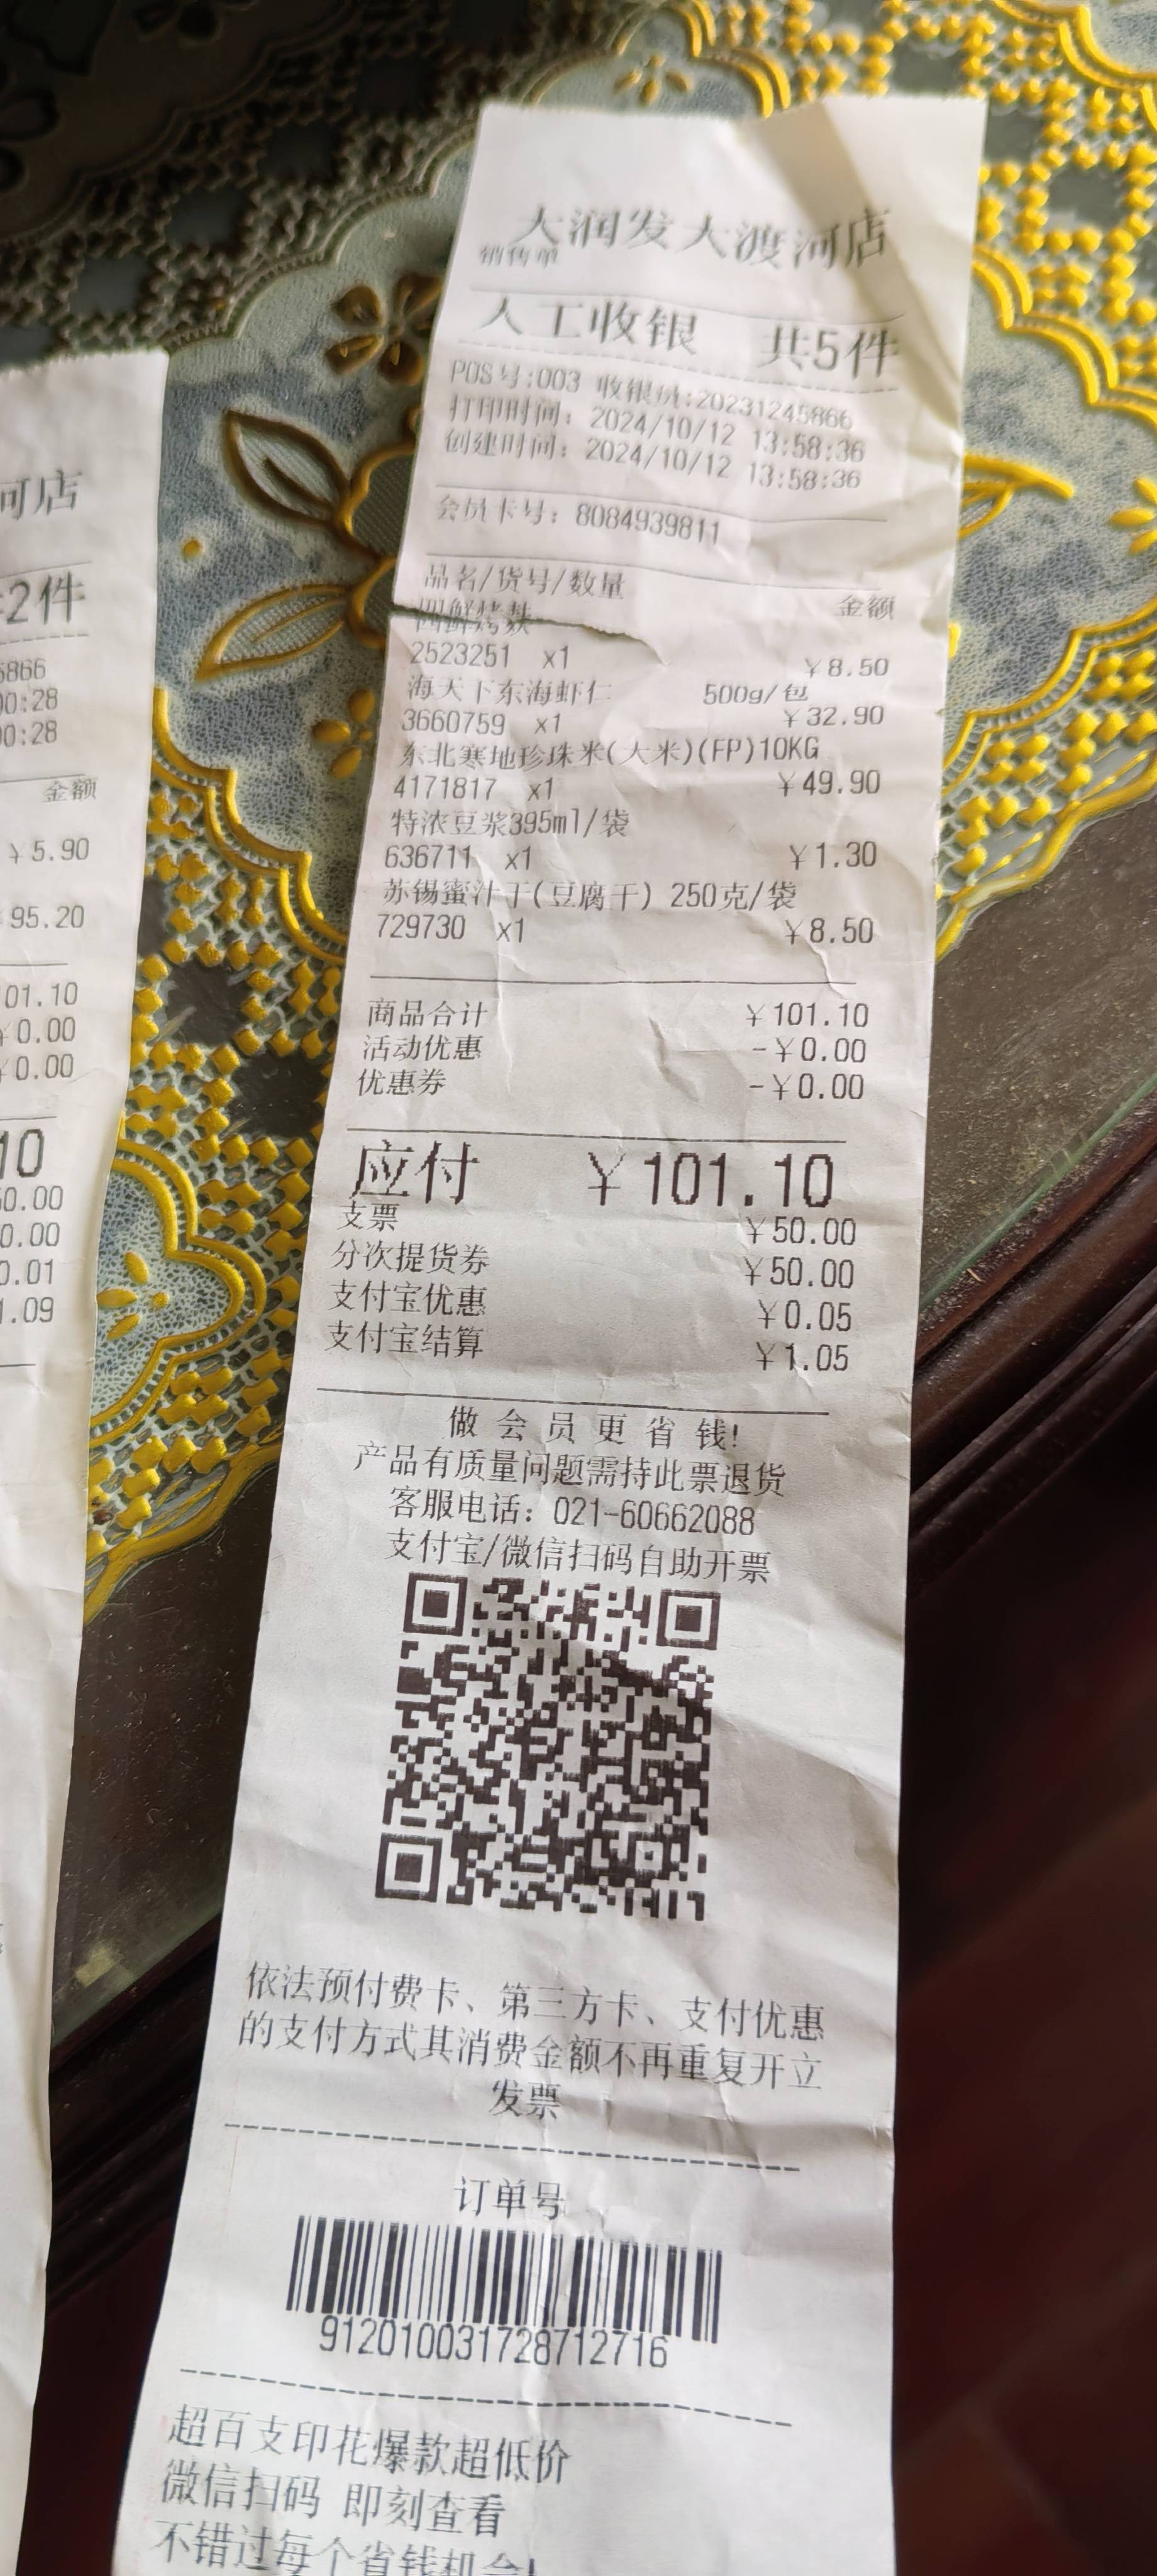 河店
2件
5866
00:28
00:28
金额
¥5.90
95.20
01.10
¥0.00
¥0.00
10
50.00
0.00
0.01
1.09
大润发大渡河店
销售单
人工收银 共5件
POS号:003 收银员:20231245866
打印时间: 2024/10/12 13:58:36
创建时间: 2024/10/12 13:58:36
会员卡号: 8084939811
品名/货号/数量 金额
四鲜烤麸
2523251 x1 ¥8.50
海天下东海虾仁 500g/包
3660759 x1 ¥32.90
东北寒地珍珠米(大米)(FP)10KG
4171817 x1 ¥49.90
特浓豆浆395ml/袋
636711 x1 ¥1.30
苏锡蜜汁干(豆腐干) 250克/袋
729730 x1 ¥8.50
商品合计 ¥101.10
活动优惠 -¥0.00
优惠券 -¥0.00
应付 ¥101.10
支票 ¥50.00
分次提货券 ¥50.00
支付宝优惠 ¥0.05
支付宝结算 ¥1.05
做会员更省钱!
产品有质量问题需持此票退货
客服电话: 021-60662088
支付宝/微信扫码自助开票
依法预付费卡、第三方卡、支付优惠
的支付方式其消费金额不再重复开立
发票
订单号
912010031728712716
超百支印花爆款超低价
微信扫码 即刻查看
不错过每个省钱机会!